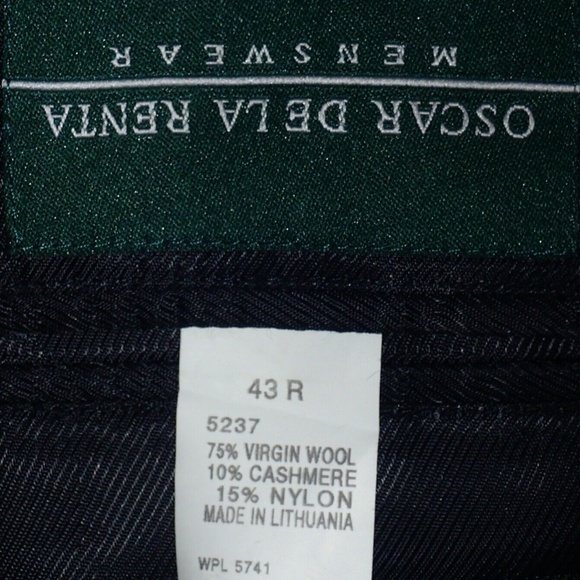 OSCAR DE LA RENTA
MENSWEAR
43 R
5237
75% VIRGIN WOOL
10% CASHMERE
15% NYLON
MADE IN LITHUANIA
WPL 5741